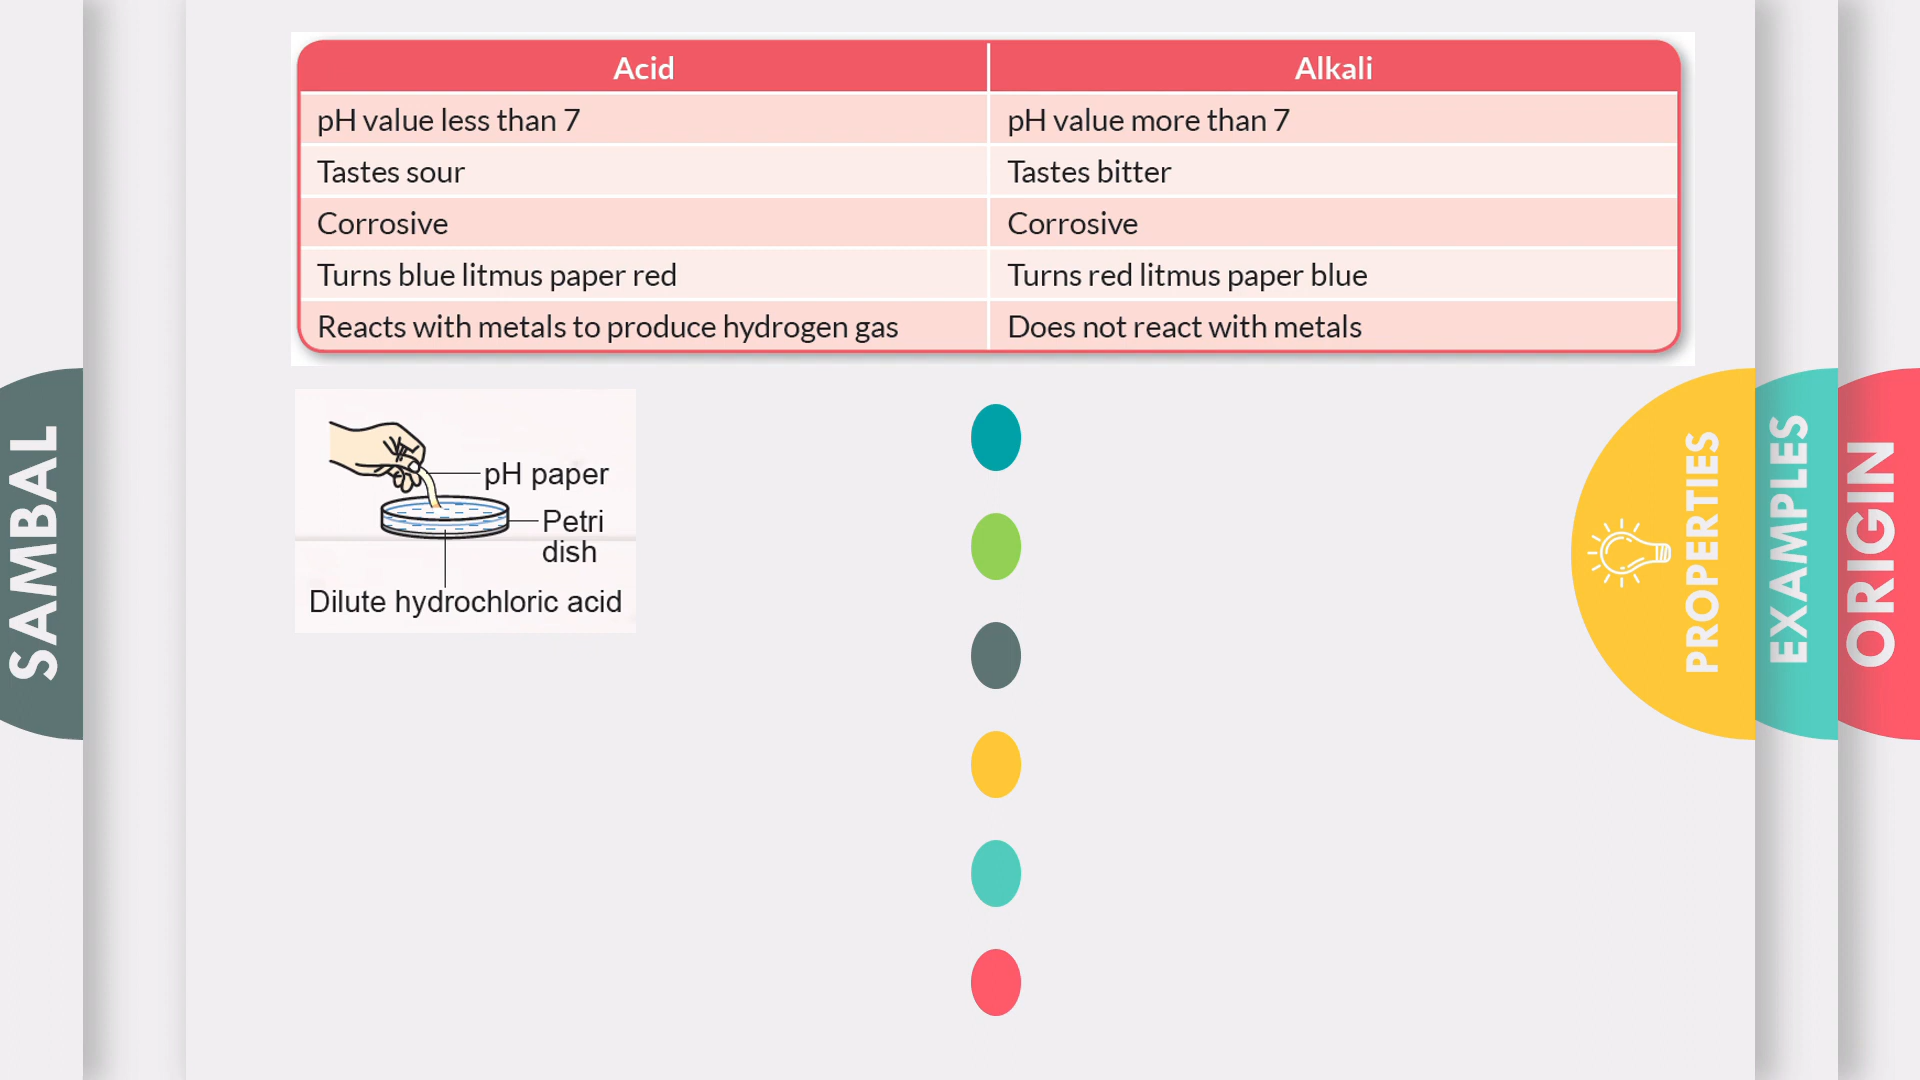 Acid Alkali
pH value less than 7 pH value more than 7
Tastes sour Tastes bitter
Corrosive Corrosive
Turns blue litmus paper red Turns red litmus paper blue
Reacts with metals to produce hydrogen gas Does not react with metals
pH paper
Petri
dish
Dilute hydrochloric acid
SAMBAL
PROPERTIES
EXAMPLES
ORIGIN